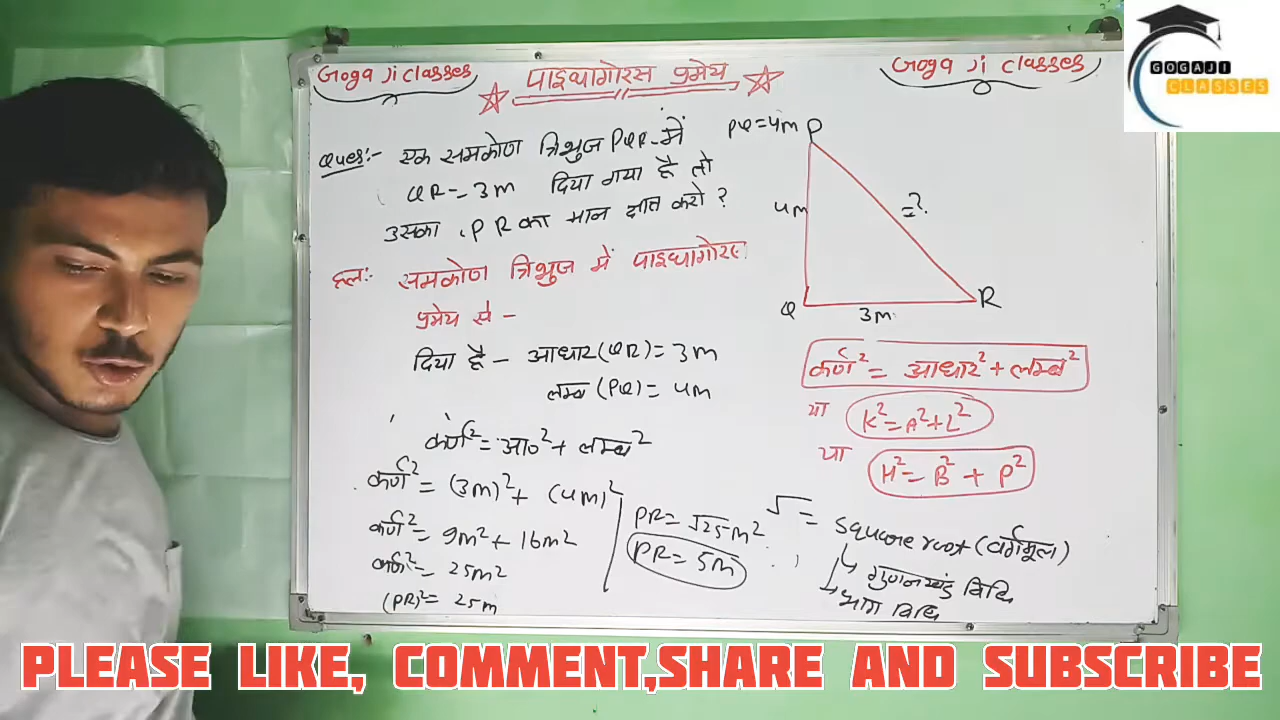 Goga Ji classes
पाइथागोरस प्रमेय
Goga Ji classes
GOGAJI
CLASSES
Ques:- एक समकोण त्रिभुज PQR में PQ=4m
QR=3m दिया गया है तो
उसका PR का मान ज्ञात करो ?
हल:- समकोण त्रिभुज में पाइथागोरस
प्रमेय से -
दिया है - आधार (QR) = 3m
लम्ब (PQ) = 4m
कर्ण² = आ०² + लम्ब²
कर्ण² = (3m)² + (4m)²
कर्ण² = 9m² + 16m²
कर्ण² = 25m²
(PR)² = 25m
PR = √25m²
PR = 5m
P
4m
=?
Q
R
3m
कर्ण² = आधार² + लम्ब²
या K² = A² + L²
या H² = B² + P²
√ = square root (वर्गमूल)
गुणनखंड विधि
भाग विधि
PLEASE LIKE, COMMENT,SHARE AND SUBSCRIBE